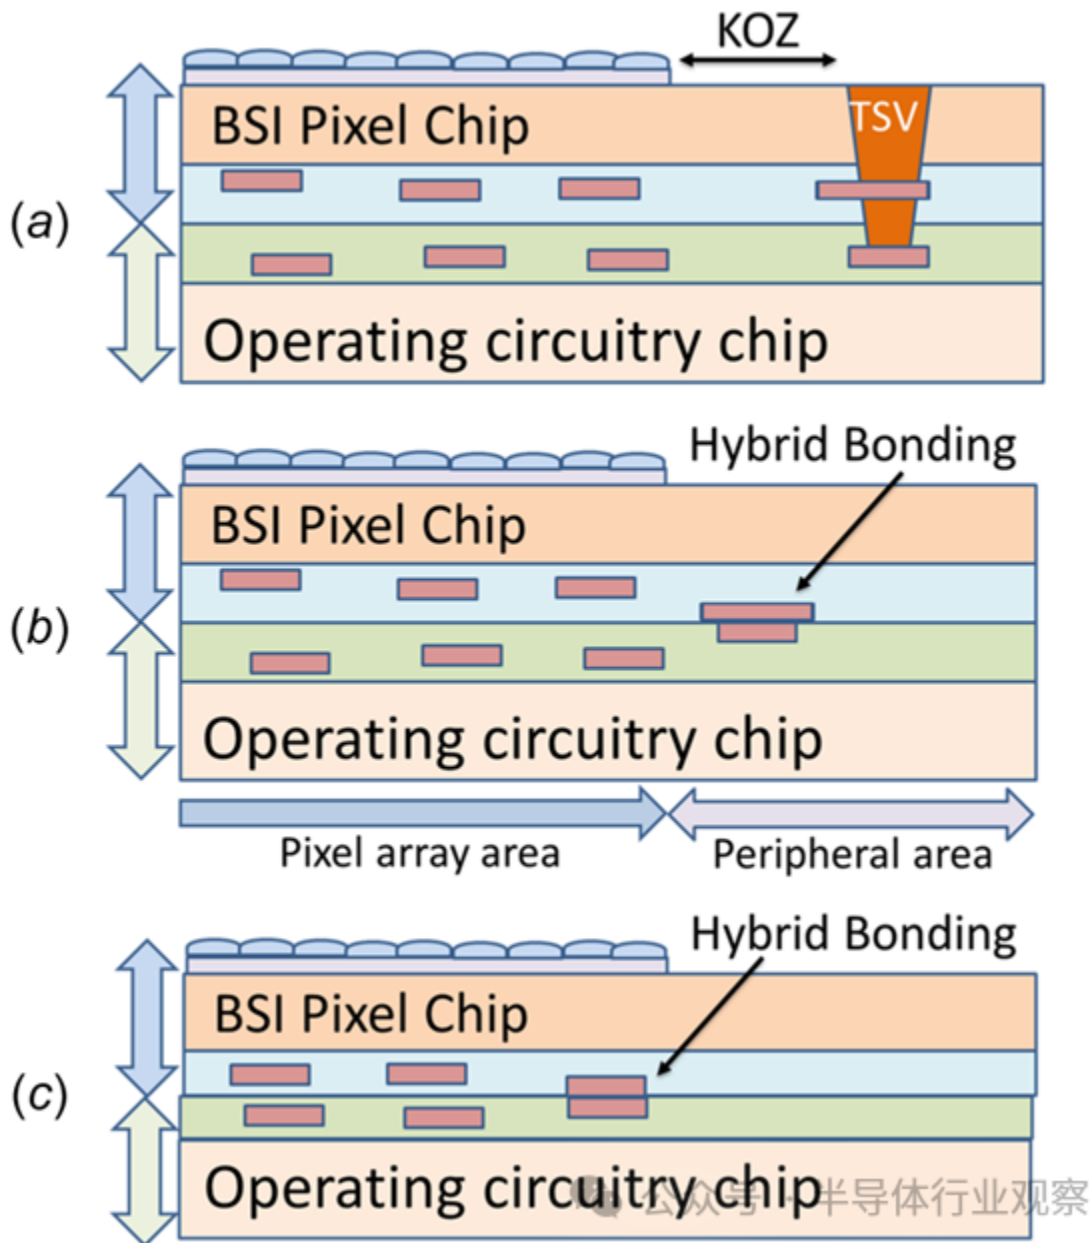 KOZ
BSI Pixel Chip
TSV
(a)
Operating circuitry chip
Hybrid Bonding
BSI Pixel Chip
(b)
Operating circuitry chip
Pixel array area
Peripheral area
Hybrid Bonding
BSI Pixel Chip
(c)
Operating circuitry chip
公众号 · 半导体行业观察